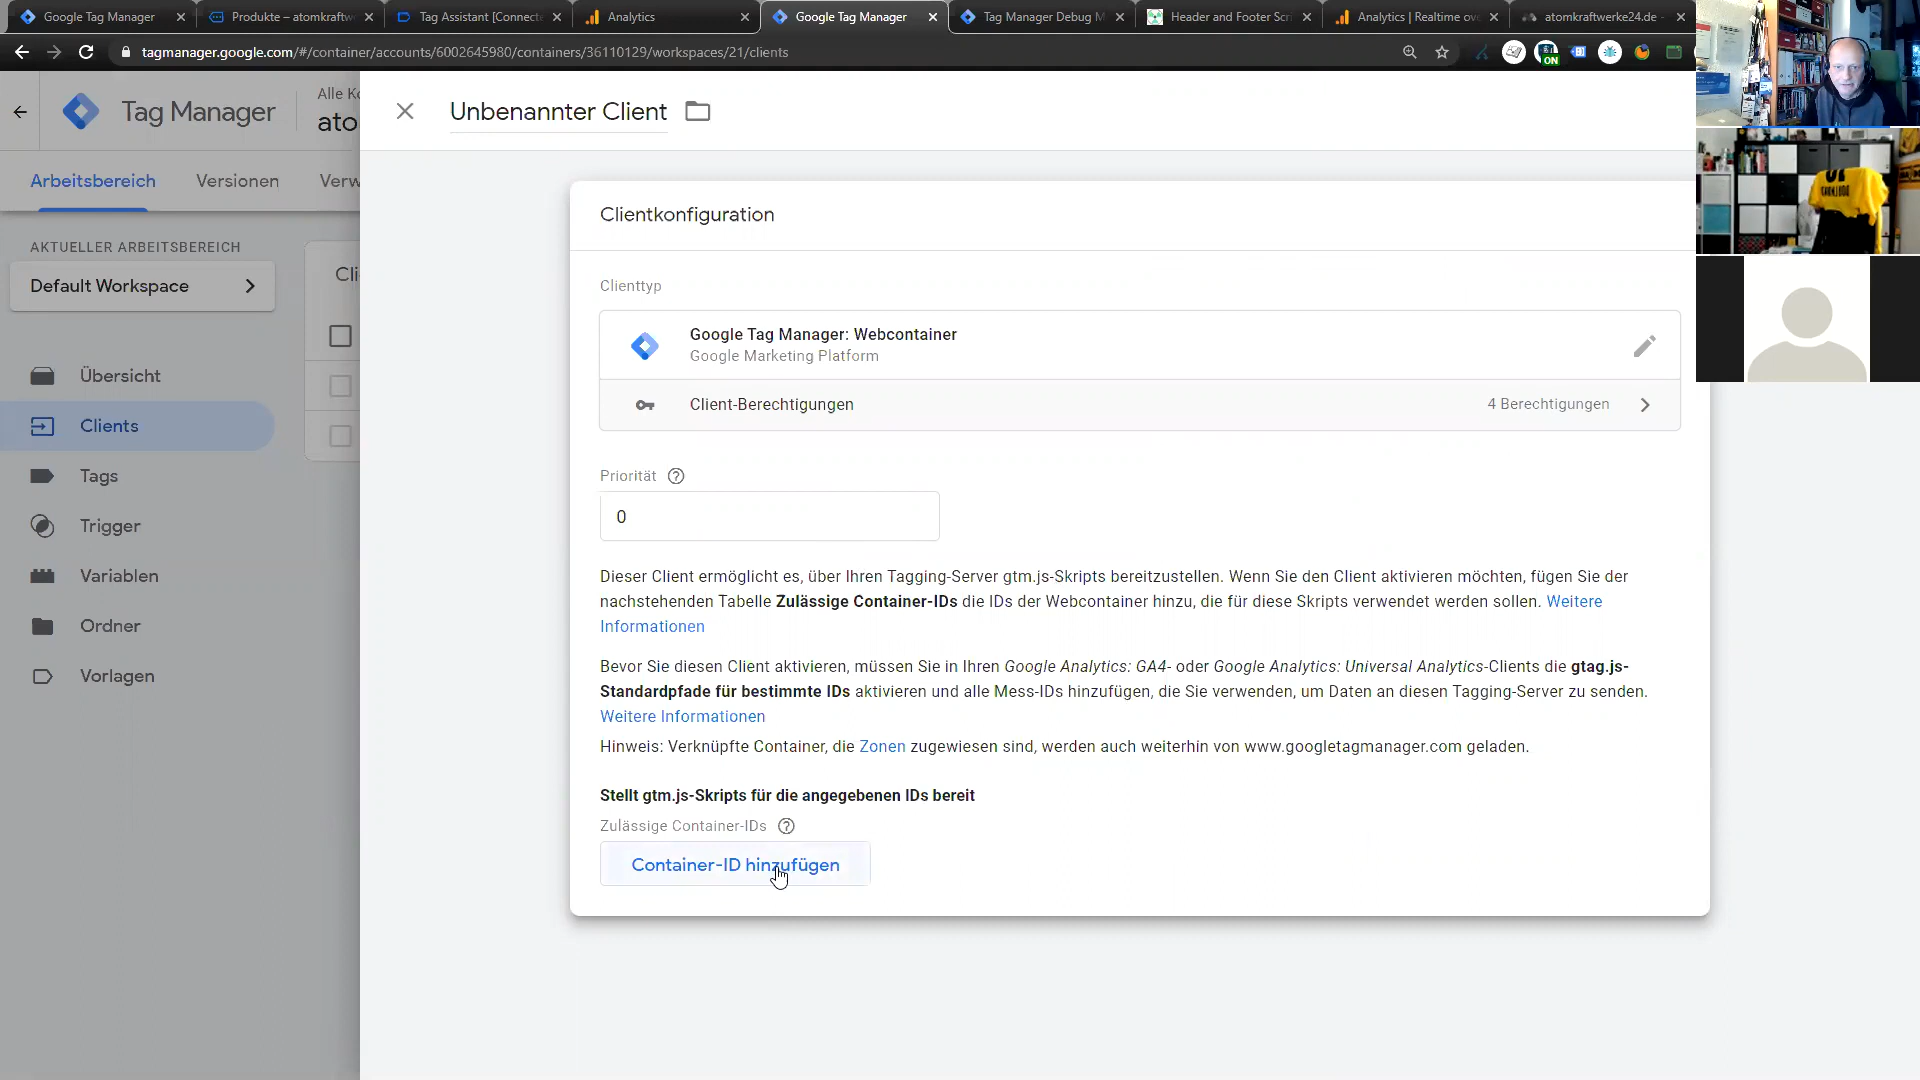 Google Tag Manager
Produkte – atomkraftw
Tag Assistant [Connecte
Analytics
Google Tag Manager
Tag Manager Debug M
Header and Footer Scri
Analytics | Realtime ov
atomkraftwerke24.de -
tagmanager.google.com/#/container/accounts/6002645980/containers/36110129/workspaces/21/clients
ON
Tag Manager
Alle Ko
ato
Unbenannter Client
Arbeitsbereich
Versionen
Verw
AKTUELLER ARBEITSBEREICH
Default Workspace
Cli
Übersicht
Clients
Tags
Trigger
Variablen
Ordner
Vorlagen
Clientkonfiguration
Clienttyp
Google Tag Manager: Webcontainer
Google Marketing Platform
Client-Berechtigungen
4 Berechtigungen
Priorität
0
Dieser Client ermöglicht es, über Ihren Tagging-Server gtm.js-Skripts bereitzustellen. Wenn Sie den Client aktivieren möchten, fügen Sie der
nachstehenden Tabelle Zulässige Container-IDs die IDs der Webcontainer hinzu, die für diese Skripts verwendet werden sollen. Weitere
Informationen
Bevor Sie diesen Client aktivieren, müssen Sie in Ihren Google Analytics: GA4- oder Google Analytics: Universal Analytics-Clients die gtag.js-
Standardpfade für bestimmte IDs aktivieren und alle Mess-IDs hinzufügen, die Sie verwenden, um Daten an diesen Tagging-Server zu senden.
Weitere Informationen
Hinweis: Verknüpfte Container, die Zonen zugewiesen sind, werden auch weiterhin von www.googletagmanager.com geladen.
Stellt gtm.js-Skripts für die angegebenen IDs bereit
Zulässige Container-IDs
Container-ID hinzufügen